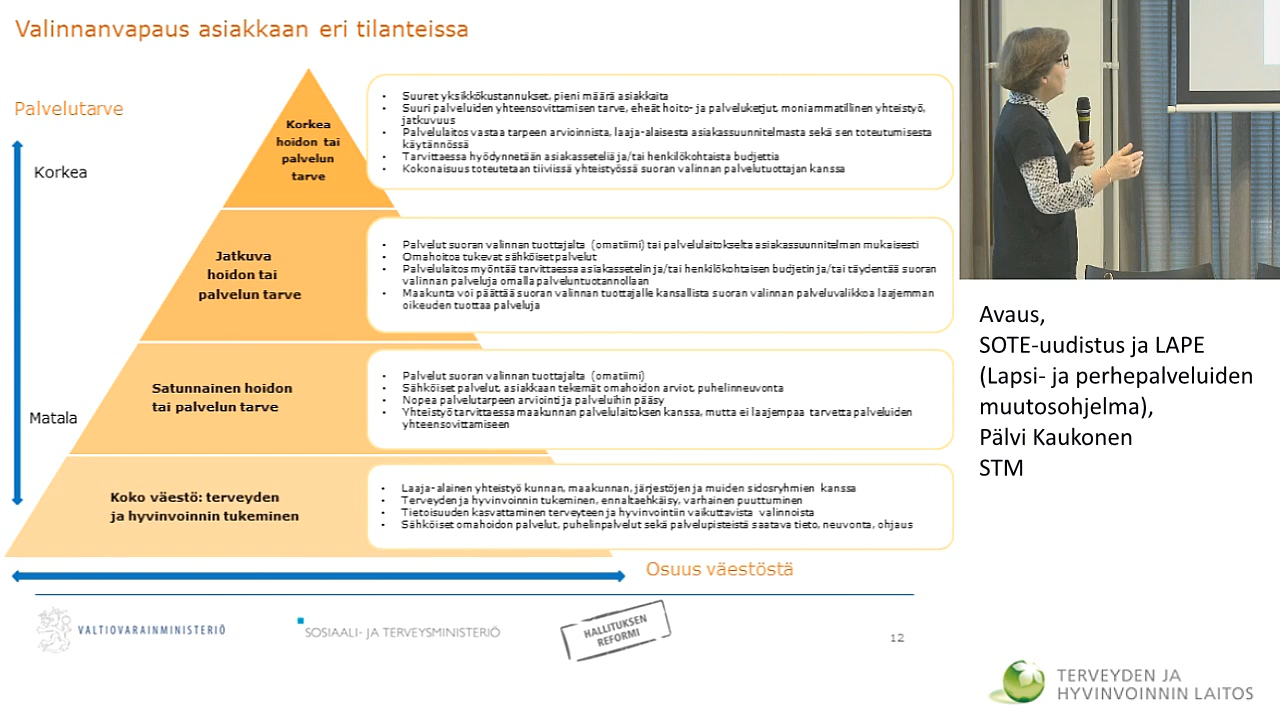 Valinnanvapaus asiakkaan eri tilanteissa
Palvelutarve
Korkea
Matala
Korkea
hoidon tai
palvelun
tarve
• Suuret yksikkökustannukset, pieni määrä asiakkaita
• Suuri palveluiden yhteensovittamisen tarve, eheät hoito- ja palveluketjut, moniammatillinen yhteistyö,
jatkuvuus
• Palvelulaitos vastaa tarpeen arvioinnista, laaja-alaisesta asiakassuunnitelmasta sekä sen toteutumisesta
käytännössä
• Tarvittaessa hyödynnetään asiakasseteliä ja/tai henkilökohtaista budjettia
• Kokonaisuus toteutetaan tiiviissä yhteistyössä suoran valinnan palvelutuottajan kanssa
Jatkuva
hoidon tai
palvelun tarve
• Palvelut suoran valinnan tuottajalta (omatiimi) tai palvelulaitokselta asiakassuunnitelman mukaisesti
• Omahoitoa tukevat sähköiset palvelut
• Palvelulaitos myöntää tarvittaessa asiakassetelin ja/tai henkilökohtaisen budjetin ja/tai täydentää suoran
valinnan palveluja omalla palveluntuotannollaan
• Maakunta voi päättää suoran valinnan tuottajalle kansallista suoran valinnan palveluvalikkoa laajemman
oikeuden tuottaa palveluja
Satunnainen hoidon
tai palvelun tarve
• Palvelut suoran valinnan tuottajalta (omatiimi)
• Sähköiset palvelut, asiakkaan tekemät omahoidon arviot, puhelinneuvonta
• Nopea palvelutarpeen arviointi ja palveluihin pääsy
• Yhteistyö tarvittaessa maakunnan palvelulaitoksen kanssa, mutta ei laajempaa tarvetta palveluiden
yhteensovittamiseen
Koko väestö: terveyden
ja hyvinvoinnin tukeminen
• Laaja-alainen yhteistyö kunnan, maakunnan, järjestöjen ja muiden sidosryhmien kanssa
• Terveyden ja hyvinvoinnin tukeminen, ennaltaehkäisy, varhainen puuttuminen
• Tietoisuuden kasvattaminen terveyteen ja hyvinvointiin vaikuttavista valinnoista
• Sähköiset omahoidon palvelut, puhelinpalvelut sekä palvelupisteistä saatava tieto, neuvonta, ohjaus
Osuus väestöstä
VALTIOVARAINMINISTERIÖ
SOSIAALI- JA TERVEYSMINISTERIÖ
HALLITUKSEN
REFORMI
12
Avaus,
SOTE-uudistus ja LAPE
(Lapsi- ja perhepalveluiden
muutosohjelma),
Pälvi Kaukonen
STM
TERVEYDEN JA
HYVINVOINNIN LAITOS